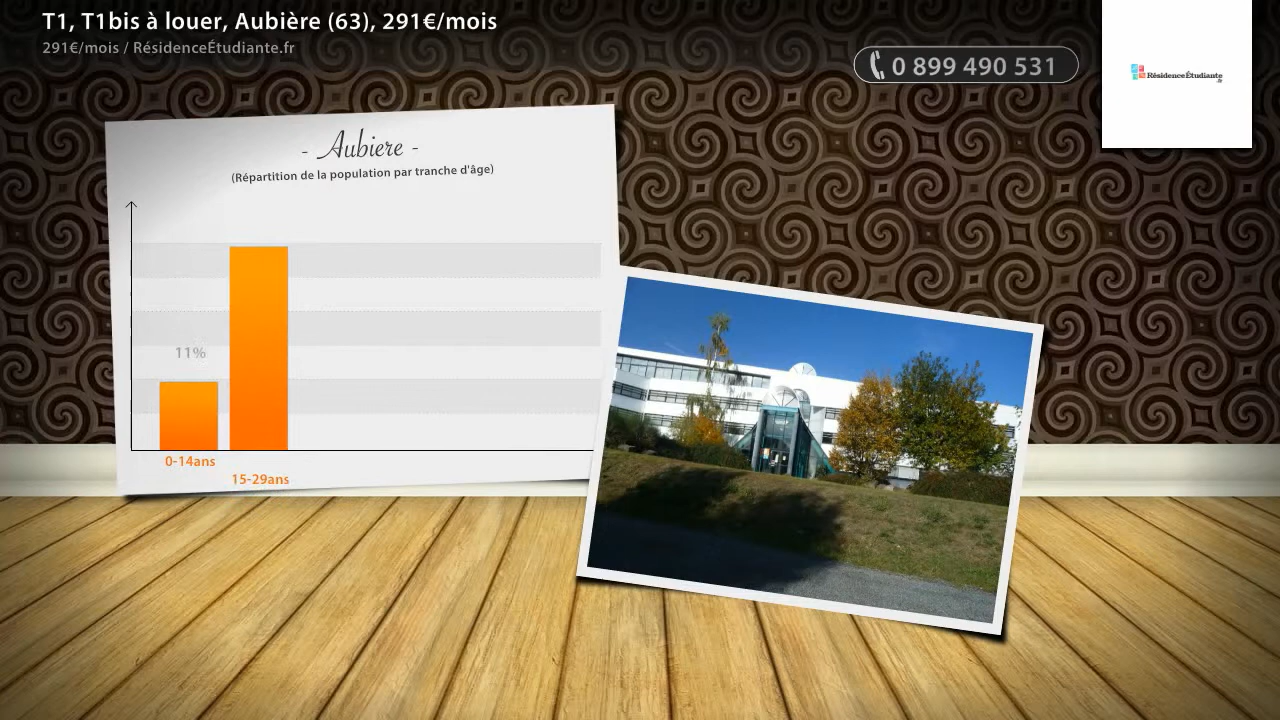 T1, T1bis à louer, Aubière (63), 291€/mois
291€/mois / RésidenceÉtudiante.fr
0 899 490 531
RésidenceÉtudiante
.fr
- Aubiere -
(Répartition de la population par tranche d'âge)
11%
0-14ans
15-29ans